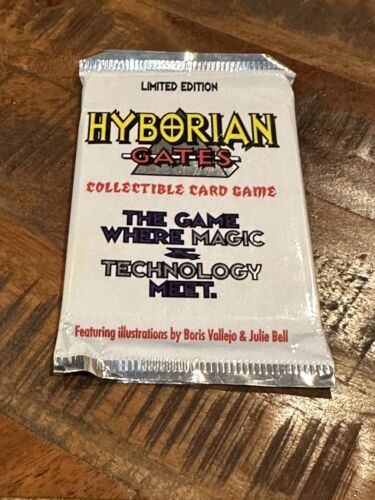 LIMITED EDITION
HYBORIAN
GATES
COLLECTIBLE CARD GAME
THE GAME
WHERE MAGIC
&
TECHNOLOGY
MEET.
Featuring illustrations by Boris Vallejo & Julie Bell